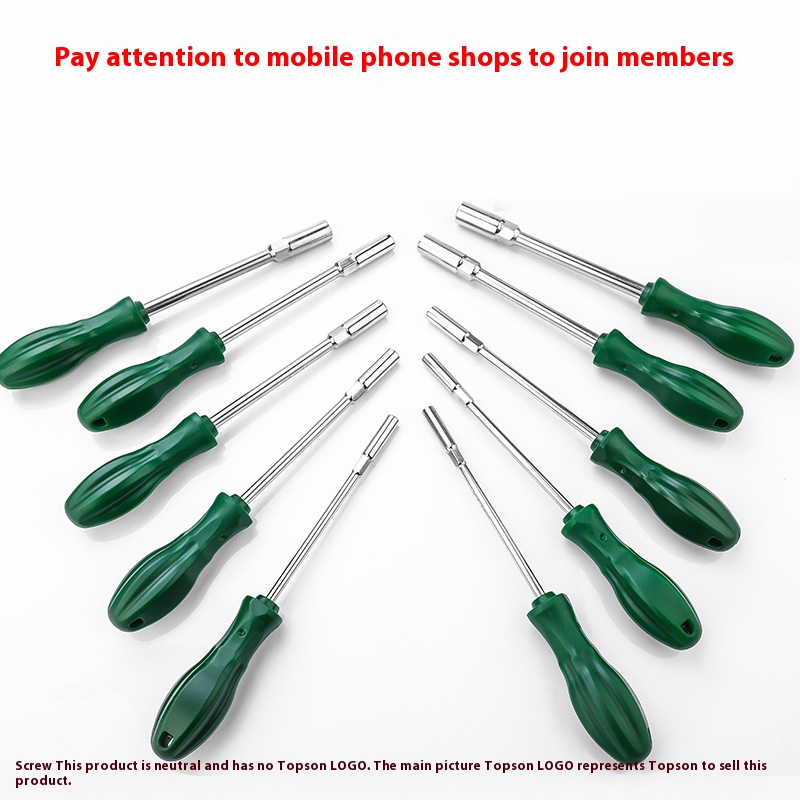 Pay attention to mobile phone shops to join members
Screw This product is neutral and has no Topson LOGO. The main picture Topson LOGO represents Topson to sell this
product.